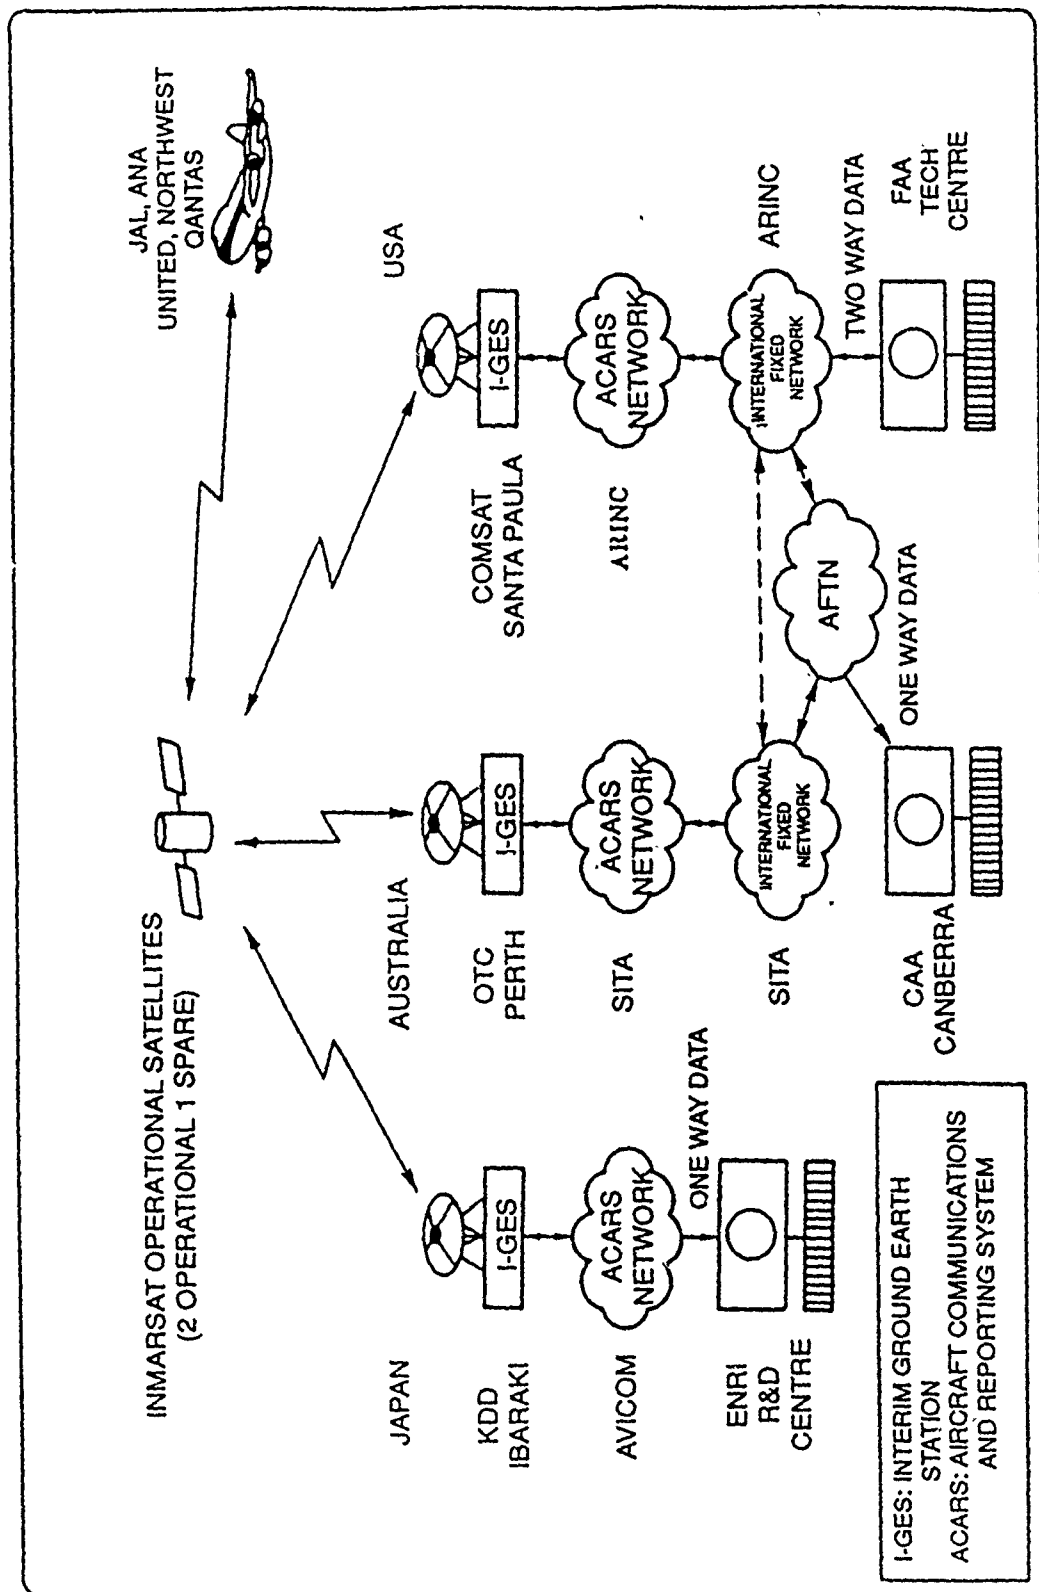 INMARSAT OPERATIONAL SATELLITES
(2 OPERATIONAL 1 SPARE)
JAL, ANA
UNITED, NORTHWEST
QANTAS
JAPAN
KDD
IBARAKI
I-GES
AVICOM
ACARS
NETWORK
ONE WAY DATA
ENRI
R&D
CENTRE
AUSTRALIA
OTC
PERTH
I-GES
SITA
ACARS
NETWORK
SITA
INTERNATIONAL
FIXED
NETWORK
CAA
CANBERRA
ONE WAY DATA
AFTN
USA
COMSAT
SANTA PAULA
I-GES
ARINC
ACARS
NETWORK
INTERNATIONAL
FIXED
NETWORK
ARINC
TWO WAY DATA
FAA
TECH
CENTRE
I-GES: INTERIM GROUND EARTH
STATION
ACARS: AIRCRAFT COMMUNICATIONS
AND REPORTING SYSTEM